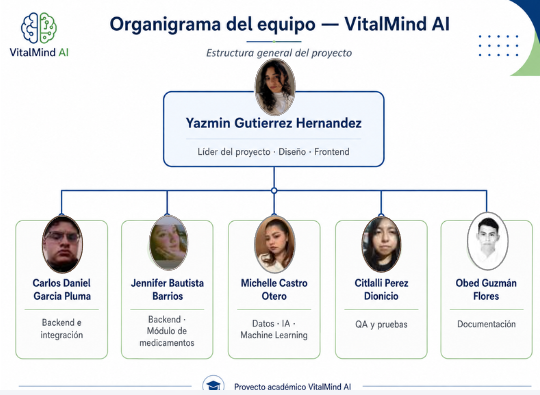 Organigrama del equipo — VitalMind AI
VitalMind AI
Estructura general del proyecto
Yazmin Gutierrez Hernandez
Líder del proyecto · Diseño · Frontend
Carlos Daniel
Garcia Pluma
Backend e
integración
Jennifer Bautista
Barrios
Backend ·
Módulo de
medicamentos
Michelle Castro
Otero
Datos · IA ·
Machine Learning
Citlalli Perez
Dionicio
QA y pruebas
Obed Guzmán
Flores
Documentación
Proyecto académico VitalMind AI